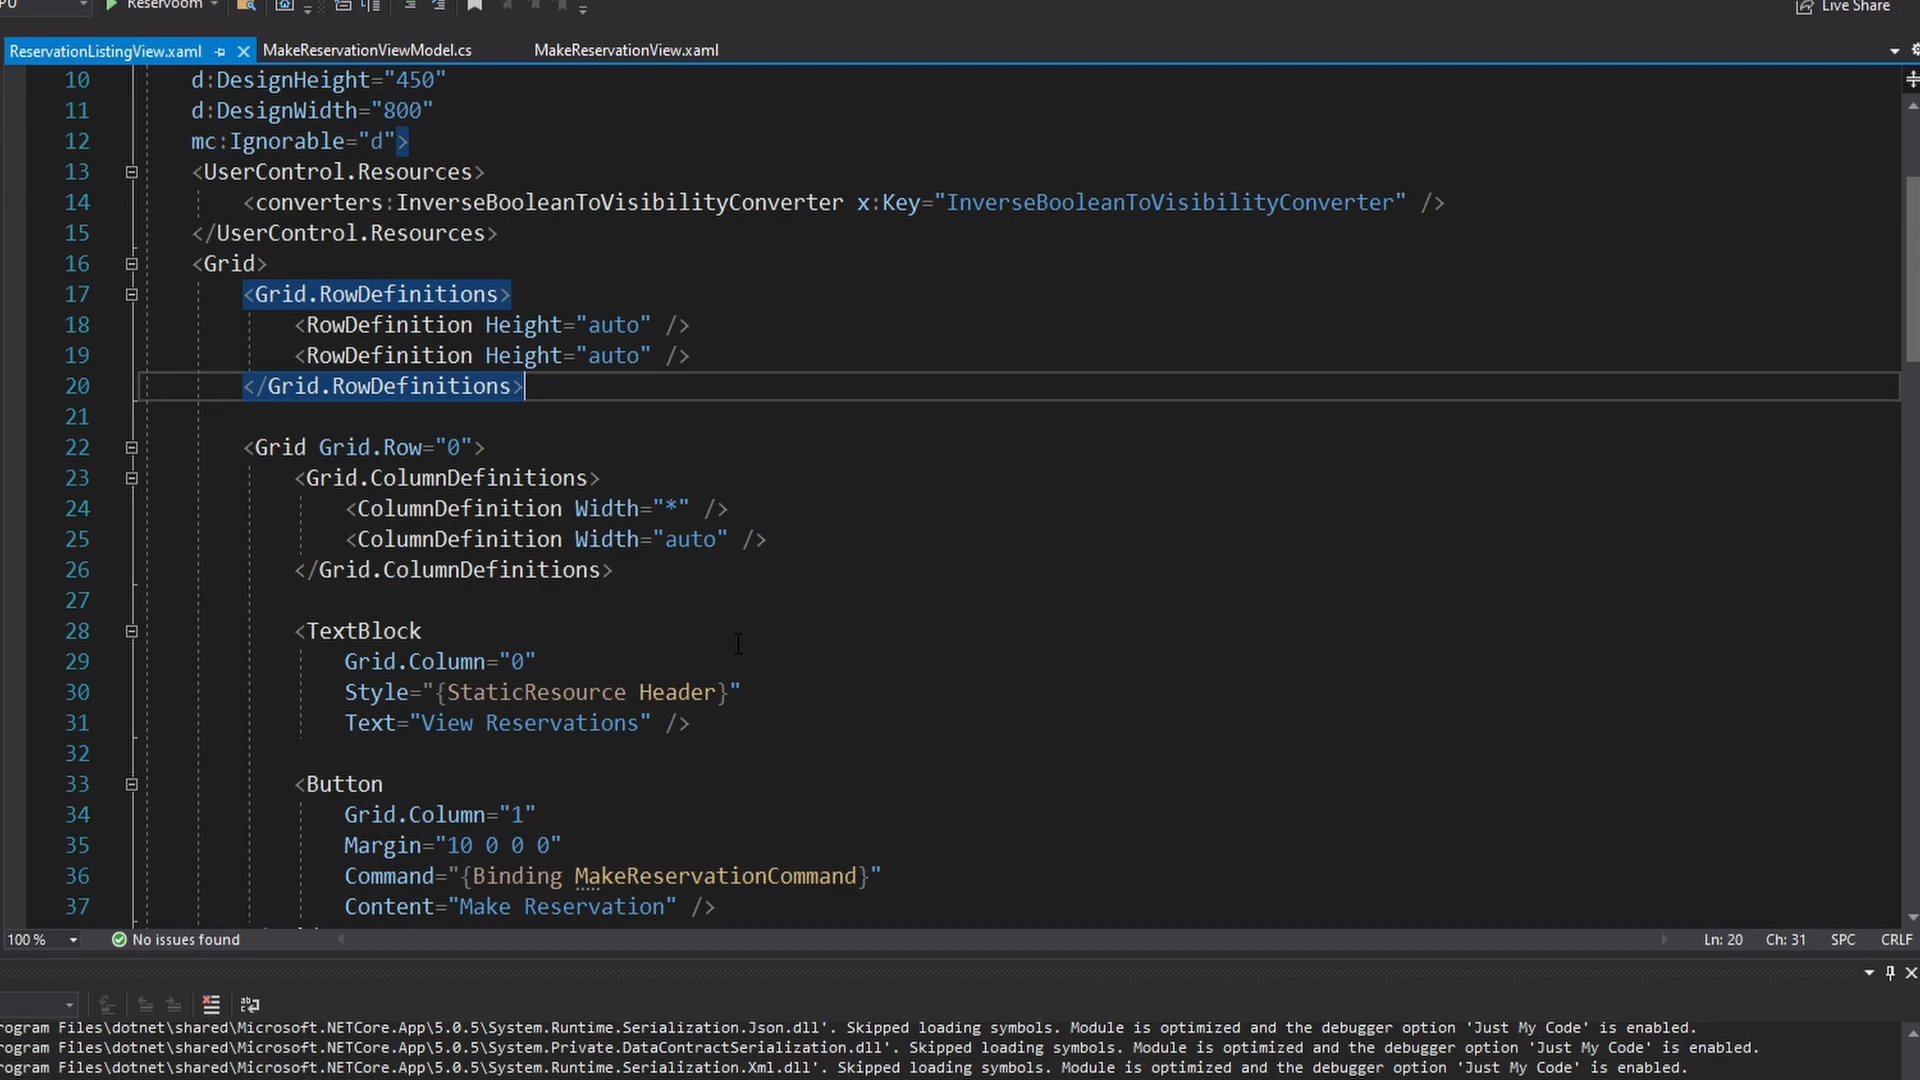 Reservoom
Live Share
ReservationListingView.xaml MakeReservationViewModel.cs MakeReservationView.xaml
10 d:DesignHeight="450"
11 d:DesignWidth="800"
12 mc:Ignorable="d">
13 <UserControl.Resources>
14 <converters:InverseBooleanToVisibilityConverter x:Key="InverseBooleanToVisibilityConverter" />
15 </UserControl.Resources>
16 <Grid>
17 <Grid.RowDefinitions>
18 <RowDefinition Height="auto" />
19 <RowDefinition Height="auto" />
20 </Grid.RowDefinitions>
21
22 <Grid Grid.Row="0">
23 <Grid.ColumnDefinitions>
24 <ColumnDefinition Width="*" />
25 <ColumnDefinition Width="auto" />
26 </Grid.ColumnDefinitions>
27
28 <TextBlock
29 Grid.Column="0"
30 Style="{StaticResource Header}"
31 Text="View Reservations" />
32
33 <Button
34 Grid.Column="1"
35 Margin="10 0 0 0"
36 Command="{Binding MakeReservationCommand}"
37 Content="Make Reservation" />
100 % No issues found Ln: 20 Ch: 31 SPC CRLF
rogram Files\dotnet\shared\Microsoft.NETCore.App\5.0.5\System.Runtime.Serialization.Json.dll'. Skipped loading symbols. Module is optimized and the debugger option 'Just My Code' is enabled.
rogram Files\dotnet\shared\Microsoft.NETCore.App\5.0.5\System.Private.DataContractSerialization.dll'. Skipped loading symbols. Module is optimized and the debugger option 'Just My Code' is enabled.
rogram Files\dotnet\shared\Microsoft.NETCore.App\5.0.5\System.Runtime.Serialization.Xml.dll'. Skipped loading symbols. Module is optimized and the debugger option 'Just My Code' is enabled.